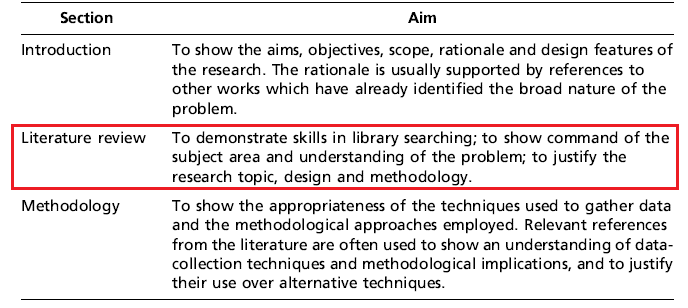 Section Aim
Introduction To show the aims, objectives, scope, rationale and design features of
the research. The rationale is usually supported by references to
other works which have already identified the broad nature of the
problem.
Literature review To demonstrate skills in library searching; to show command of the
subject area and understanding of the problem; to justify the
research topic, design and methodology.
Methodology To show the appropriateness of the techniques used to gather data
and the methodological approaches employed. Relevant references
from the literature are often used to show an understanding of data-
collection techniques and methodological implications, and to justify
their use over alternative techniques.